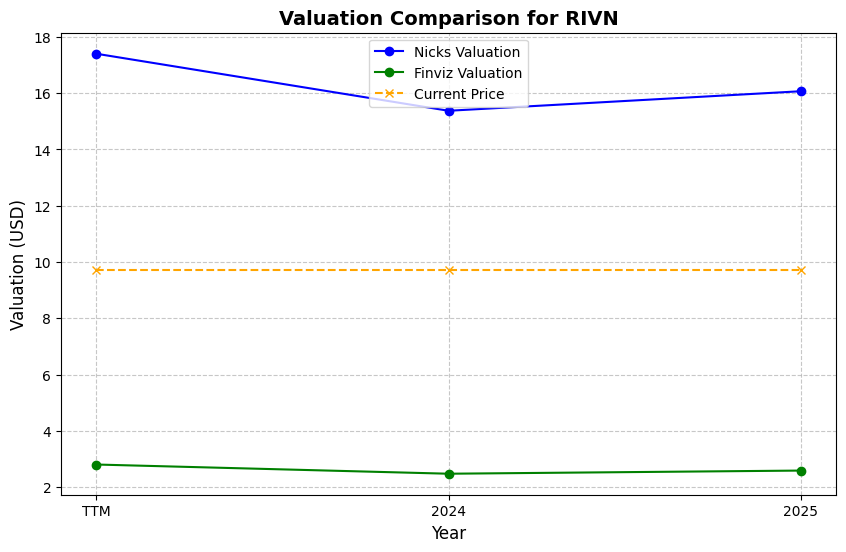 Valuation Comparison for RIVN
Nicks Valuation
Finviz Valuation
Current Price
Valuation (USD)
18
16
14
12
10
8
6
4
2
TTM
2024
2025
Year